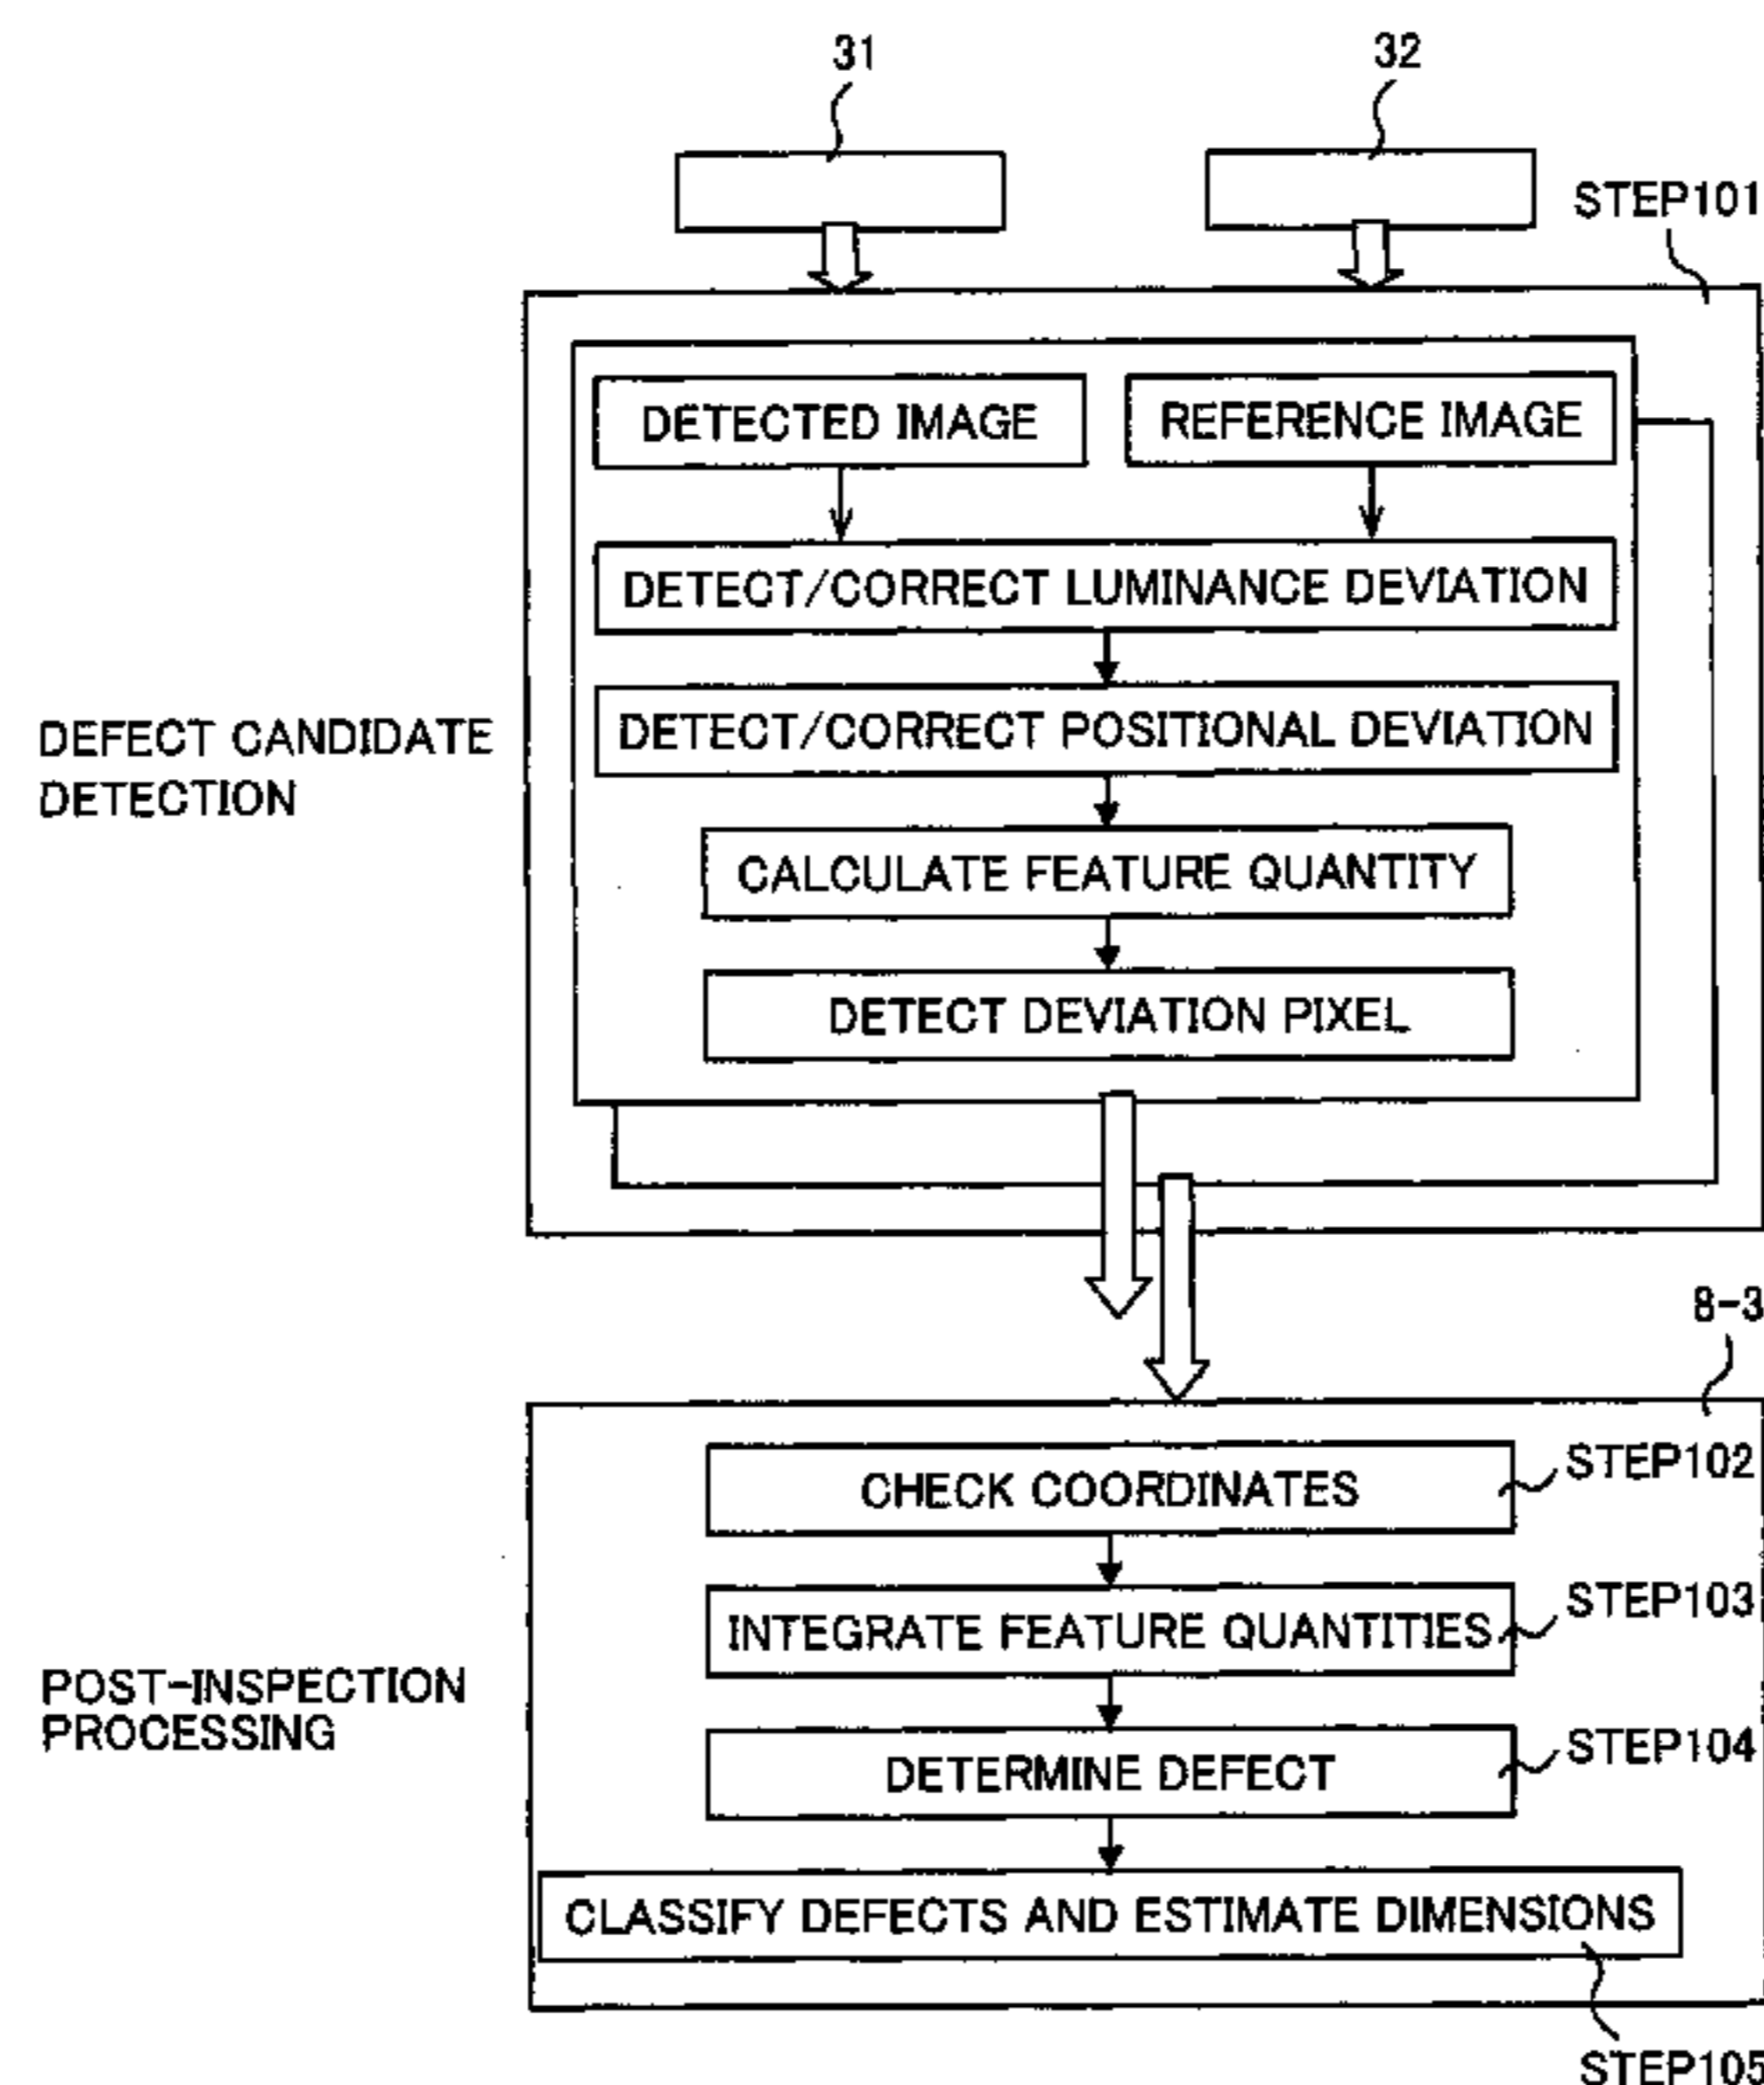 31
32
STEP101
DETECTED IMAGE
REFERENCE IMAGE
DETECT/CORRECT LUMINANCE DEVIATION
DETECT/CORRECT POSITIONAL DEVIATION
DEFECT CANDIDATE
DETECTION
CALCULATE FEATURE QUANTITY
DETECT DEVIATION PIXEL
8-3
CHECK COORDINATES
STEP102
INTEGRATE FEATURE QUANTITIES
STEP103
POST-INSPECTION
PROCESSING
DETERMINE DEFECT
STEP104
CLASSIFY DEFECTS AND ESTIMATE DIMENSIONS
STEP105